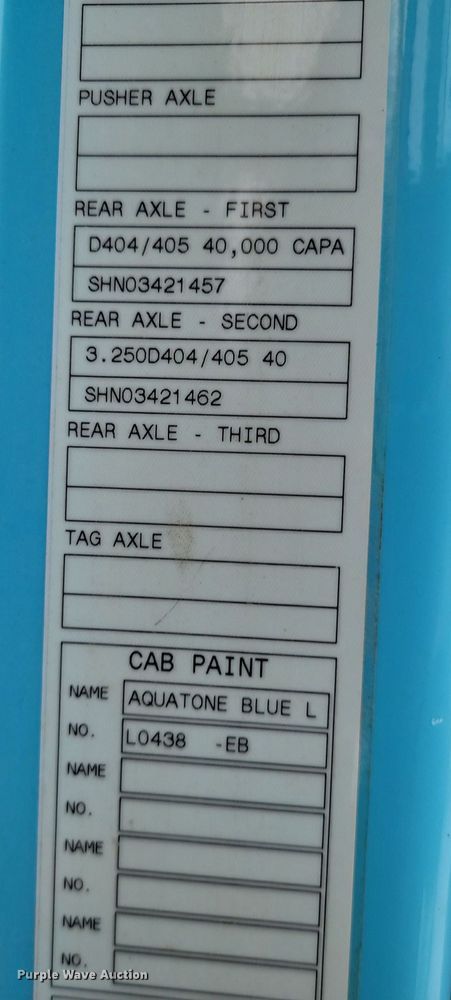 PUSHER AXLE
REAR AXLE - FIRST
D404/405 40,000 CAPA
SHN03421457
REAR AXLE - SECOND
3.250D404/405 40
SHN03421462
REAR AXLE - THIRD
TAG AXLE
CAB PAINT
NAME AQUATONE BLUE L
NO. L0438 -EB
NAME
NO.
NAME
NO.
NAME
NO.
Purple Wave Auction